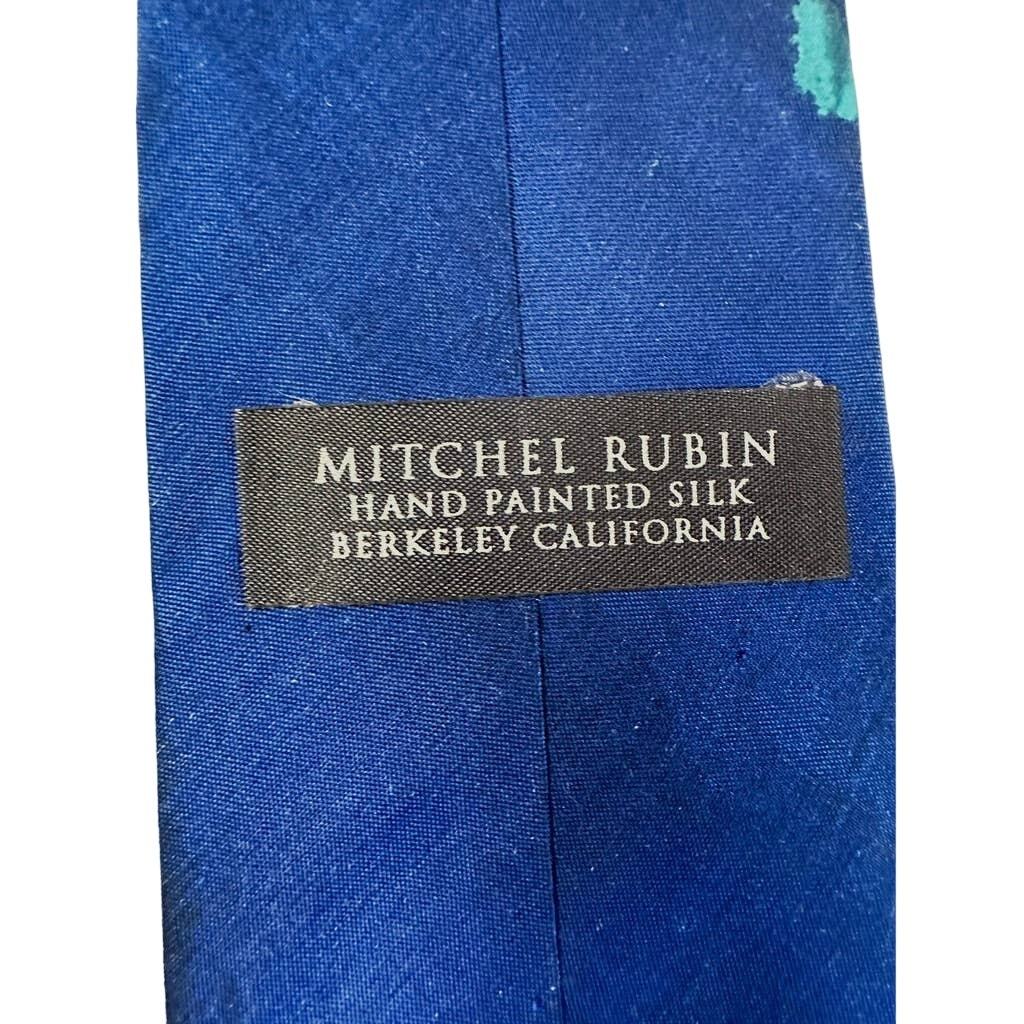 MITCHEL RUBIN
HAND PAINTED SILK
BERKELEY CALIFORNIA